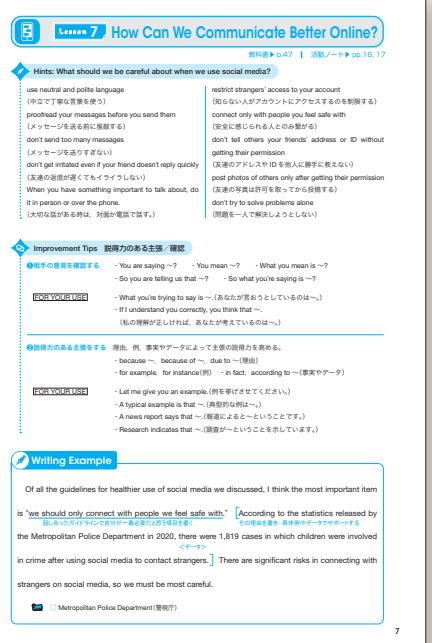 Lesson 7 How Can We Communicate Better Online?
教科書▶ p.47 | 活動ノート▶ pp.16, 17
Hints: What should we be careful about when we use social media?
use neutral and polite language
（中立で丁寧な言葉を使う）
proofread your messages before you send them
（メッセージを送る前に推敲する）
don't send too many messages
（メッセージを送りすぎない）
don't get irritated even if your friend doesn't reply quickly
（友達の返信が遅くてもイライラしない）
When you have something important to talk about, do
it in person or over the phone.
（大切な話がある時は，対面か電話で話す。）
restrict strangers' access to your account
（知らない人がアカウントにアクセスするのを制限する）
connect only with people you feel safe with
（安全に感じられる人とのみ繋がる）
don't tell others your friends' address or ID without
getting their permission
（友達のアドレスや ID を他人に勝手に教えない）
post photos of others only after getting their permission
（友達の写真は許可を取ってから投稿する）
don't try to solve problems alone
（問題を一人で解決しようとしない）
Improvement Tips 説得力のある主張／確認
❶相手の意見を確認する ・You are saying ～? ・You mean ～? ・What you mean is ～?
・So you are telling us that ～? ・So what you're saying is ～?
FOR YOUR USE ・What you're trying to say is ～.（あなたが言おうとしているのは～。）
・If I understand you correctly, you think that ～.
（私の理解が正しければ，あなたが考えているのは～。）
❷説得力のある主張をする 理由，例，事実やデータによって主張の説得力を高める。
・because ～, because of ～, due to ～（理由）
・for example, for instance（例） ・in fact, according to ～（事実やデータ）
FOR YOUR USE ・Let me give you an example.（例を挙げさせてください。）
・A typical example is that ～.（典型的な例は～。）
・A news report says that ～.（報道によると～ということです。）
・Research indicates that ～.（調査が～ということを示しています。）
Writing Example
Of all the guidelines for healthier use of social media we discussed, I think the most important item
is "we should only connect with people we feel safe with." [According to the statistics released by
話し合ったガイドラインで自分が一番必要だと思う項目を書く その理由を書き，具体例やデータでサポートする
the Metropolitan Police Department in 2020, there were 1,819 cases in which children were involved
＜データ＞
in crime after using social media to contact strangers.] There are significant risks in connecting with
strangers on social media, so we must be most careful.
□ Metropolitan Police Department（警視庁）
7